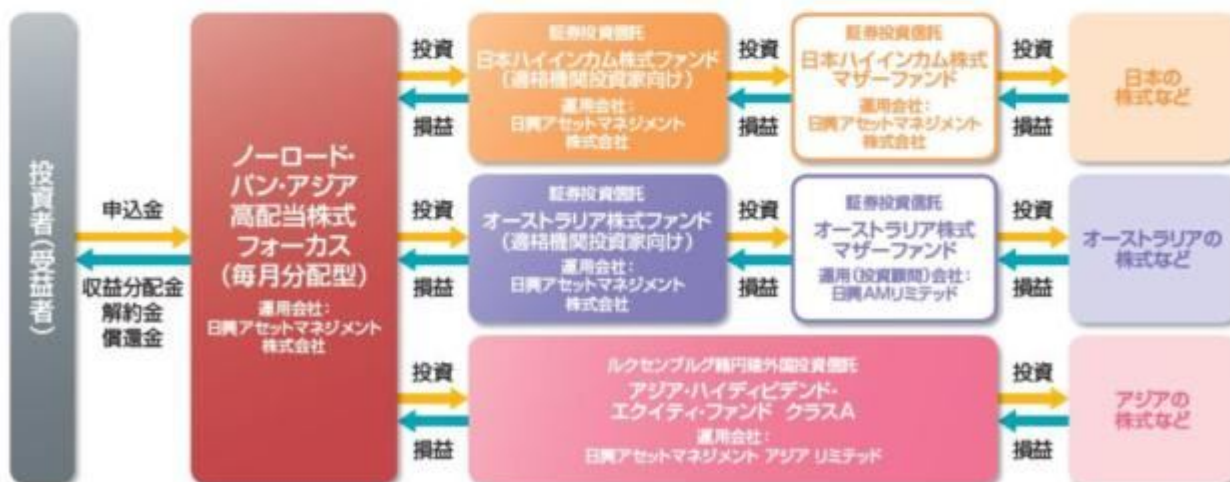 投資者(受益者)
申込金
収益分配金
解約金
償還金
ノーロード・
パン・アジア
高配当株式
フォーカス
(毎月分配型)
運用会社:
日興アセットマネジメント
株式会社
投資
損益
証券投資信託
日本ハイインカム株式ファンド
(適格機関投資家向け)
運用会社:
日興アセットマネジメント
株式会社
投資
損益
証券投資信託
日本ハイインカム株式
マザーファンド
運用会社:
日興アセットマネジメント
株式会社
投資
損益
日本の
株式など
投資
損益
証券投資信託
オーストラリア株式ファンド
(適格機関投資家向け)
運用会社:
日興アセットマネジメント
株式会社
投資
損益
証券投資信託
オーストラリア株式
マザーファンド
運用(投資顧問)会社:
日興AMリミテッド
投資
損益
オーストラリアの
株式など
投資
損益
ルクセンブルグ籍円建外国投資信託
アジア・ハイディビデンド・
エクイティ・ファンド クラスA
運用会社:
日興アセットマネジメント アジア リミテッド
投資
損益
アジアの
株式など